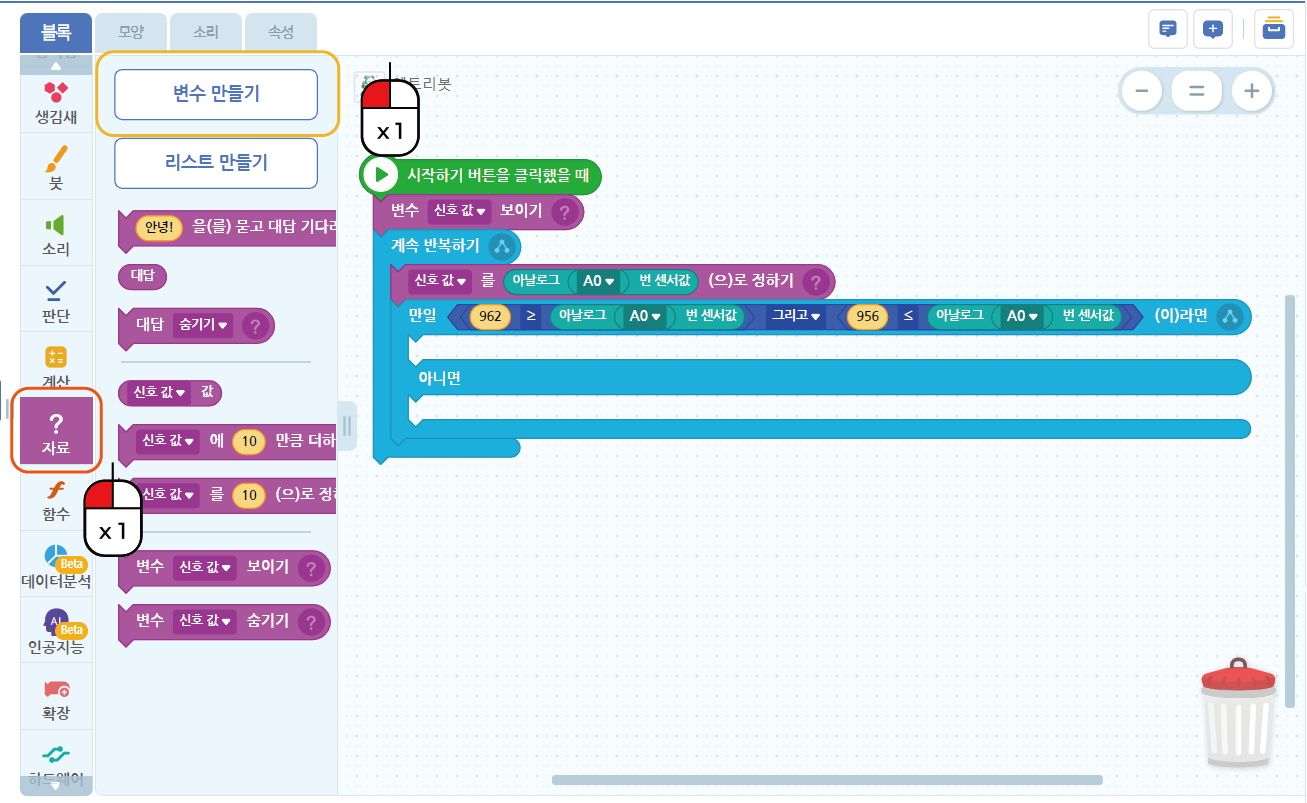 블록 모양 소리 속성
생김새
붓
소리
판단
계산
자료
함수
데이터분석 Beta
인공지능 Beta
AI
확장
하드웨어
변수 만들기
리스트 만들기
안녕! 을(를) 묻고 대답 기다리
대답
대답 숨기기 ?
신호 값 값
신호 값 에 10 만큼 더하
신호 값 를 10 (으)로 정하
변수 신호 값 보이기 ?
변수 신호 값 숨기기 ?
x 1
x 1
트리봇
시작하기 버튼을 클릭했을 때
변수 신호 값 보이기 ?
계속 반복하기
신호 값 를 아날로그 A0 번 센서값 (으)로 정하기 ?
만일 962 ≥ 아날로그 A0 번 센서값 그리고 956 ≤ 아날로그 A0 번 센서값 (이)라면
아니면